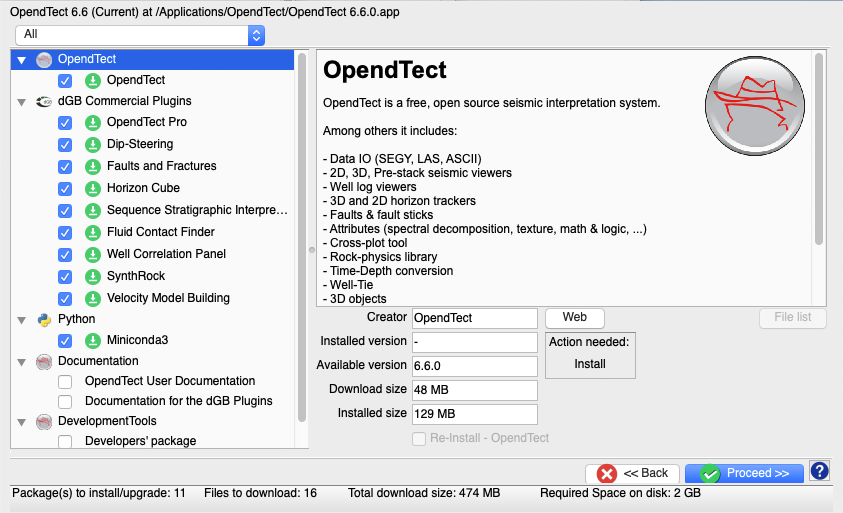 OpendTect 6.6 (Current) at /Applications/OpendTect/OpendTect 6.6.0.app
All
OpendTect
OpendTect
dGB Commercial Plugins
OpendTect Pro
Dip-Steering
Faults and Fractures
Horizon Cube
Sequence Stratigraphic Interpre...
Fluid Contact Finder
Well Correlation Panel
SynthRock
Velocity Model Building
Python
Miniconda3
Documentation
OpendTect User Documentation
Documentation for the dGB Plugins
DevelopmentTools
Developers' package
OpendTect
OpendTect is a free, open source seismic interpretation system.
Among others it includes:
- Data IO (SEGY, LAS, ASCII)
- 2D, 3D, Pre-stack seismic viewers
- Well log viewers
- 3D and 2D horizon trackers
- Faults & fault sticks
- Attributes (spectral decomposition, texture, math & logic, ...)
- Cross-plot tool
- Rock-physics library
- Time-Depth conversion
- Well-Tie
- 3D objects
Creator OpendTect Web File list
Installed version - Action needed:
Install
Available version 6.6.0
Download size 48 MB
Installed size 129 MB
Re-Install - OpendTect
<< Back Proceed >> ?
Package(s) to install/upgrade: 11 Files to download: 16 Total download size: 474 MB Required Space on disk: 2 GB